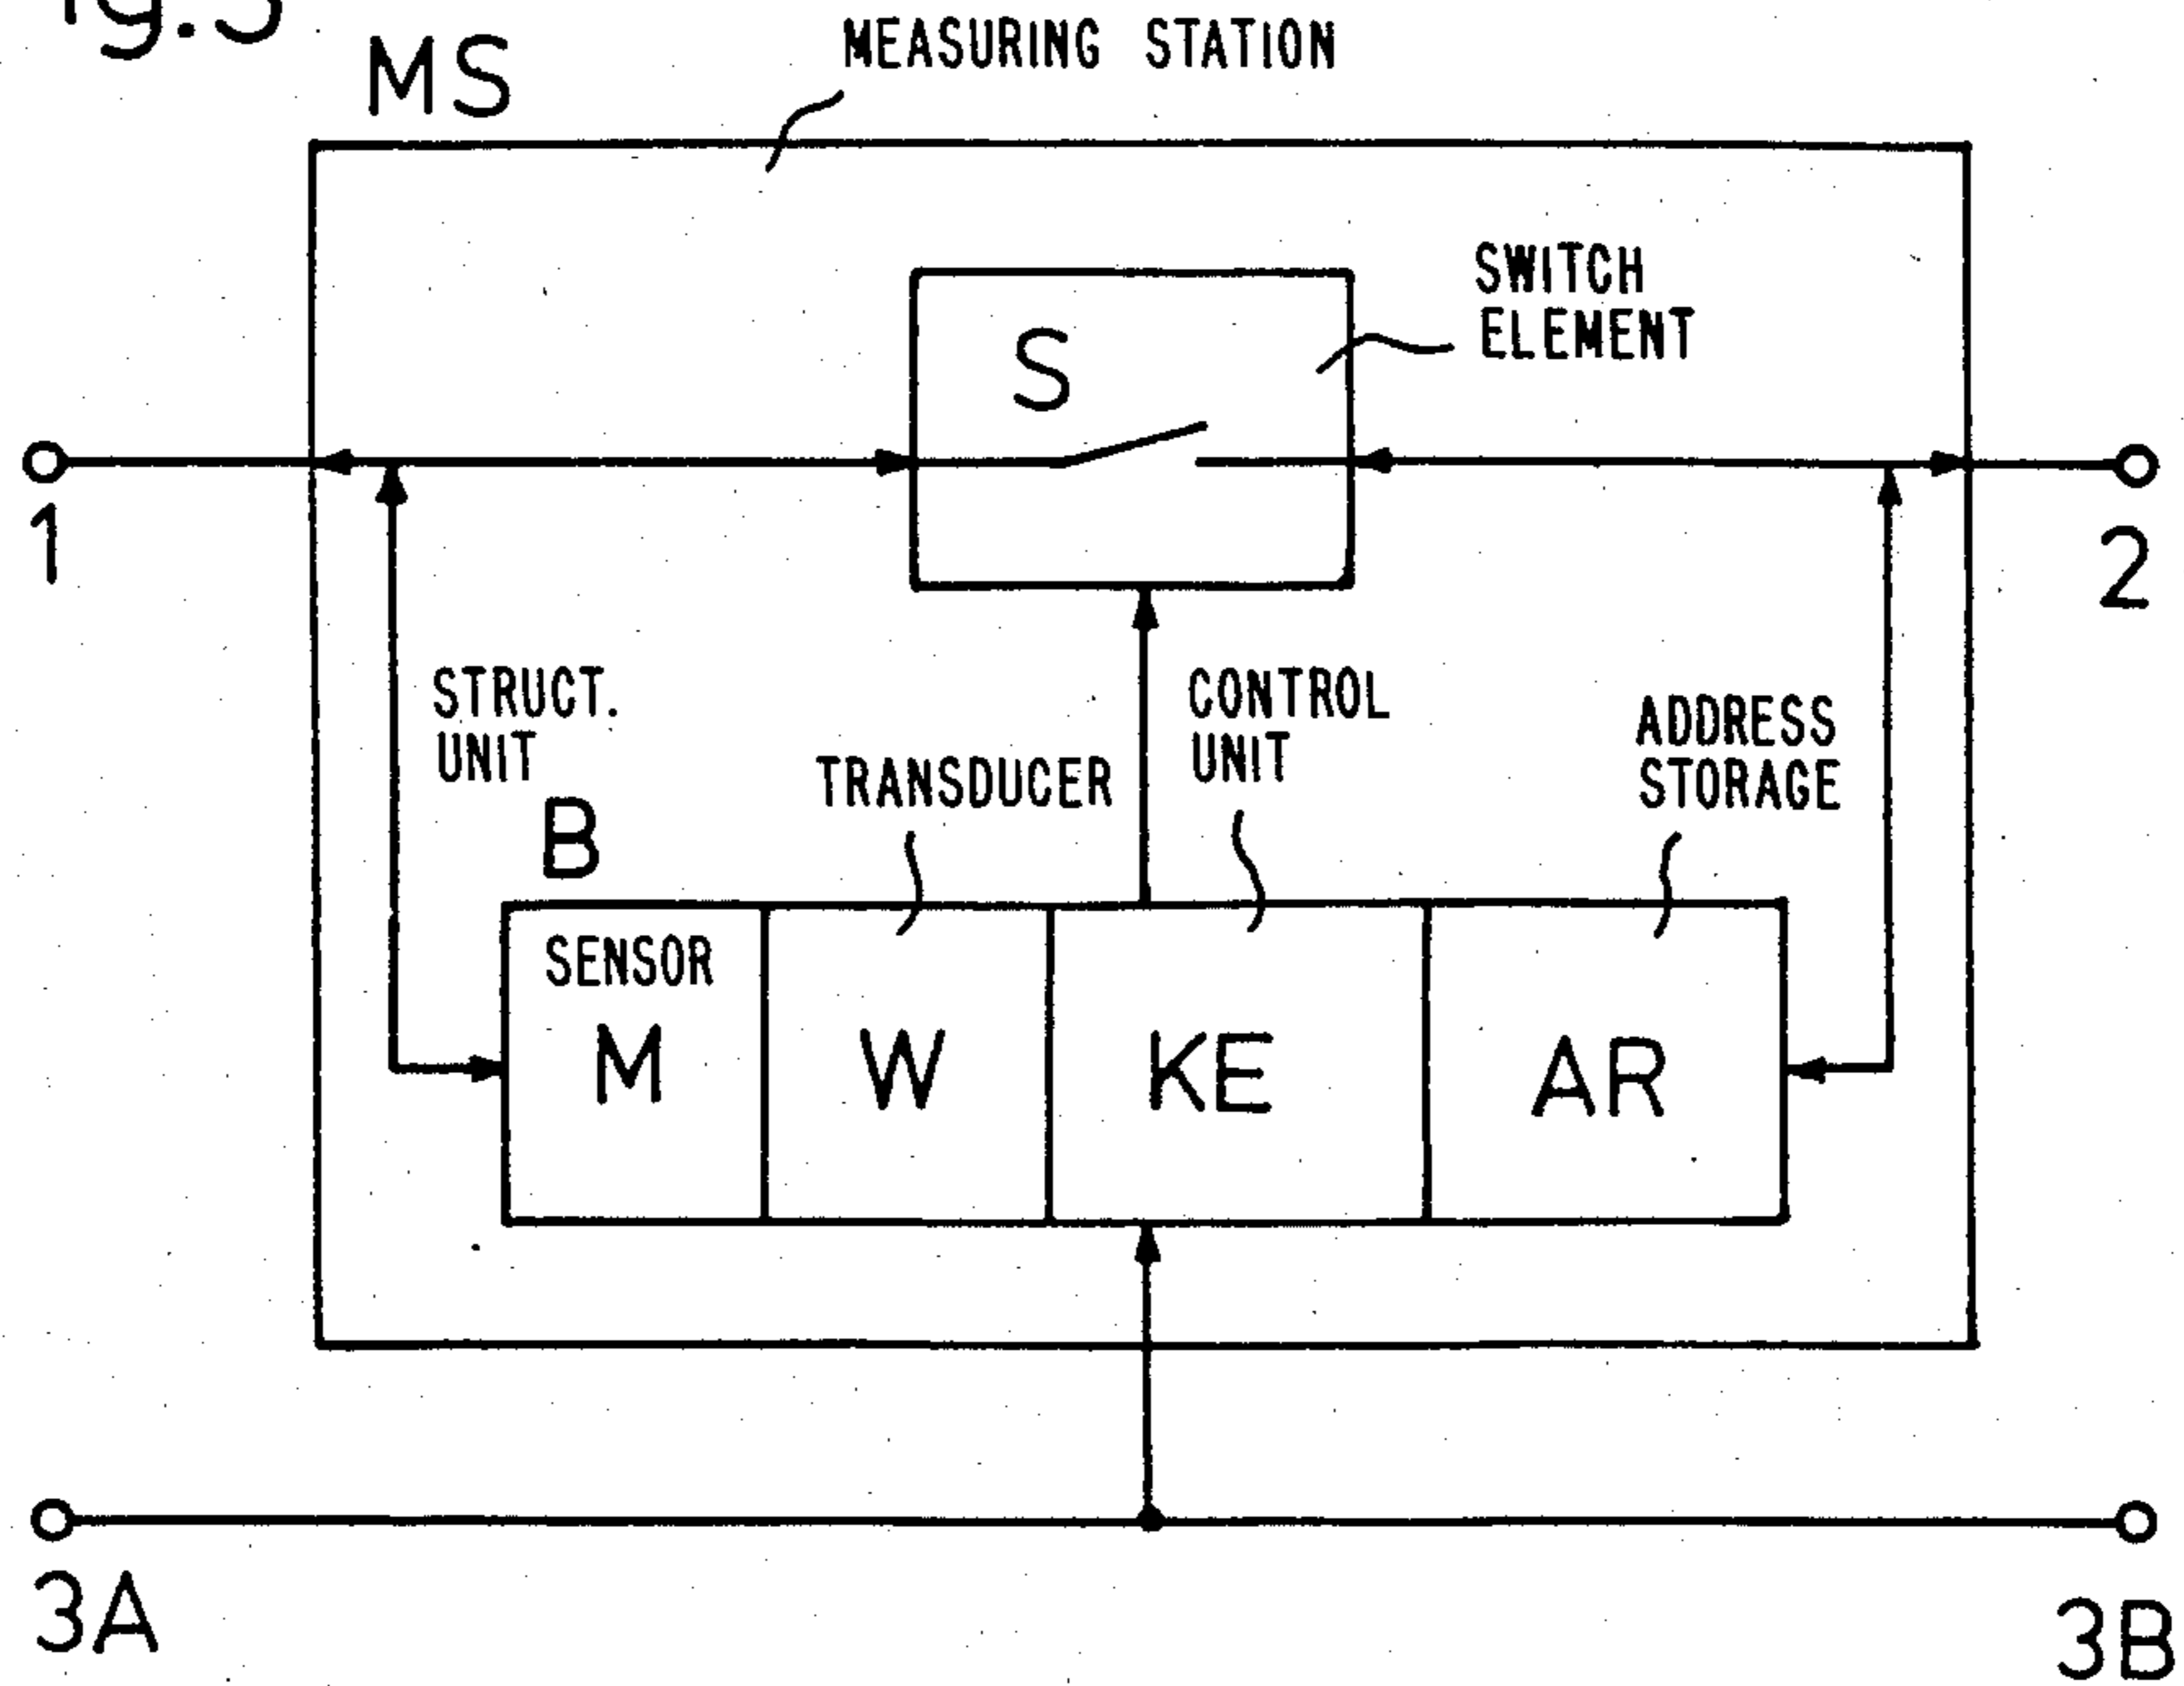 MEASURING STATION
MS
SWITCH
ELEMENT
S
1
2
STRUCT.
UNIT
CONTROL
UNIT
ADDRESS
STORAGE
TRANSDUCER
B
SENSOR
M
W
KE
AR
3A
3B